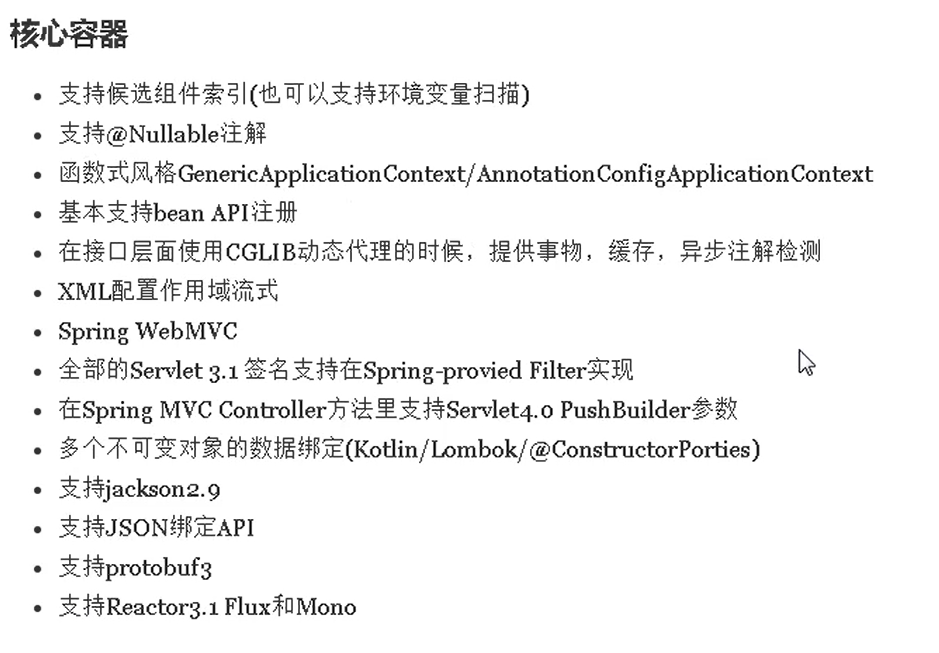 核心容器
支持候选组件索引(也可以支持环境变量扫描)
支持@Nullable注解
函数式风格GenericApplicationContext/AnnotationConfigApplicationContext
基本支持bean API注册
在接口层面使用CGLIB动态代理的时候，提供事物，缓存，异步注解检测
XML配置作用域流式
Spring WebMVC
全部的Servlet 3.1 签名支持在Spring-provied Filter实现
在Spring MVC Controller方法里支持Servlet4.0 PushBuilder参数
多个不可变对象的数据绑定(Kotlin/Lombok/@ConstructorPorties)
支持jackson2.9
支持JSON绑定API
支持protobuf3
支持Reactor3.1 Flux和Mono